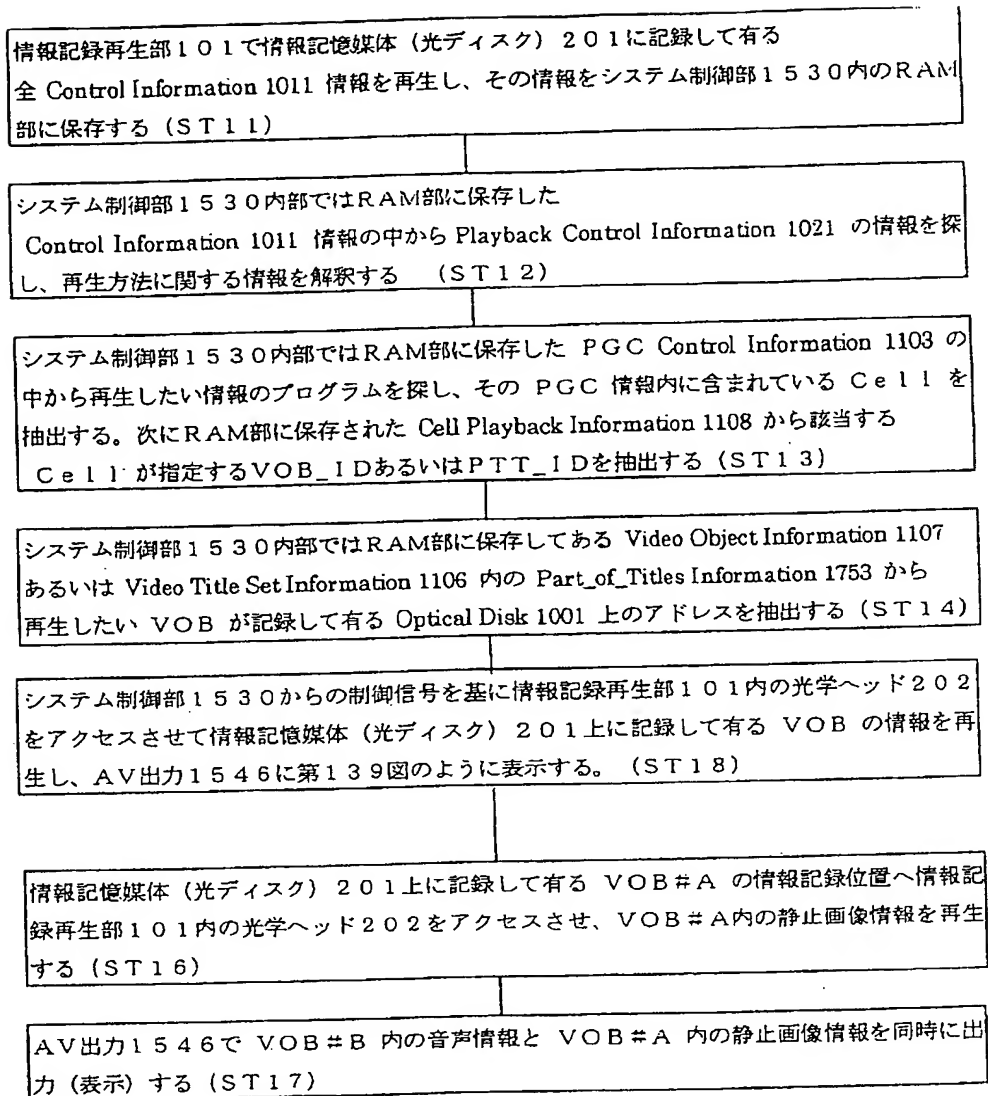 情報記録再生部１０１で情報記憶媒体（光ディスク）２０１に記録して有る
全 Control Information 1011 情報を再生し、その情報をシステム制御部１５３０内のＲＡＭ
部に保存する（ＳＴ１１）
システム制御部１５３０内部ではＲＡＭ部に保存した
Control Information 1011 情報の中から Playback Control Information 1021 の情報を探
し、再生方法に関する情報を解釈する （ＳＴ１２）
システム制御部１５３０内部ではＲＡＭ部に保存した PGC Control Information 1103 の
中から再生したい情報のプログラムを探し、その PGC 情報内に含まれている Ｃｅｌｌ を
抽出する。次にＲＡＭ部に保存された Cell Playback Information 1108 から該当する
Ｃｅｌｌ が指定するＶＯＢ_ＩＤあるいはＰＴＴ_ＩＤを抽出する（ＳＴ１３）
システム制御部１５３０内部ではＲＡＭ部に保存してある Video Object Information 1107
あるいは Video Title Set Information 1106 内の Part_of_Titles Information 1753 から
再生したい VOB が記録して有る Optical Disk 1001 上のアドレスを抽出する（ＳＴ１４）
システム制御部１５３０からの制御信号を基に情報記録再生部１０１内の光学ヘッド２０２
をアクセスさせて情報記憶媒体（光ディスク）２０１上に記録して有る VOB の情報を再
生し、ＡＶ出力１５４６に第１３９図のように表示する。（ＳＴ１８）
情報記憶媒体（光ディスク）２０１上に記録して有る ＶＯＢ＃Ａ の情報記録位置へ情報記
録再生部１０１内の光学ヘッド２０２をアクセスさせ、ＶＯＢ＃Ａ内の静止画像情報を再生
する（ＳＴ１６）
ＡＶ出力１５４６で ＶＯＢ＃Ｂ 内の音声情報と ＶＯＢ＃Ａ 内の静止画像情報を同時に出
力（表示）する（ＳＴ１７）